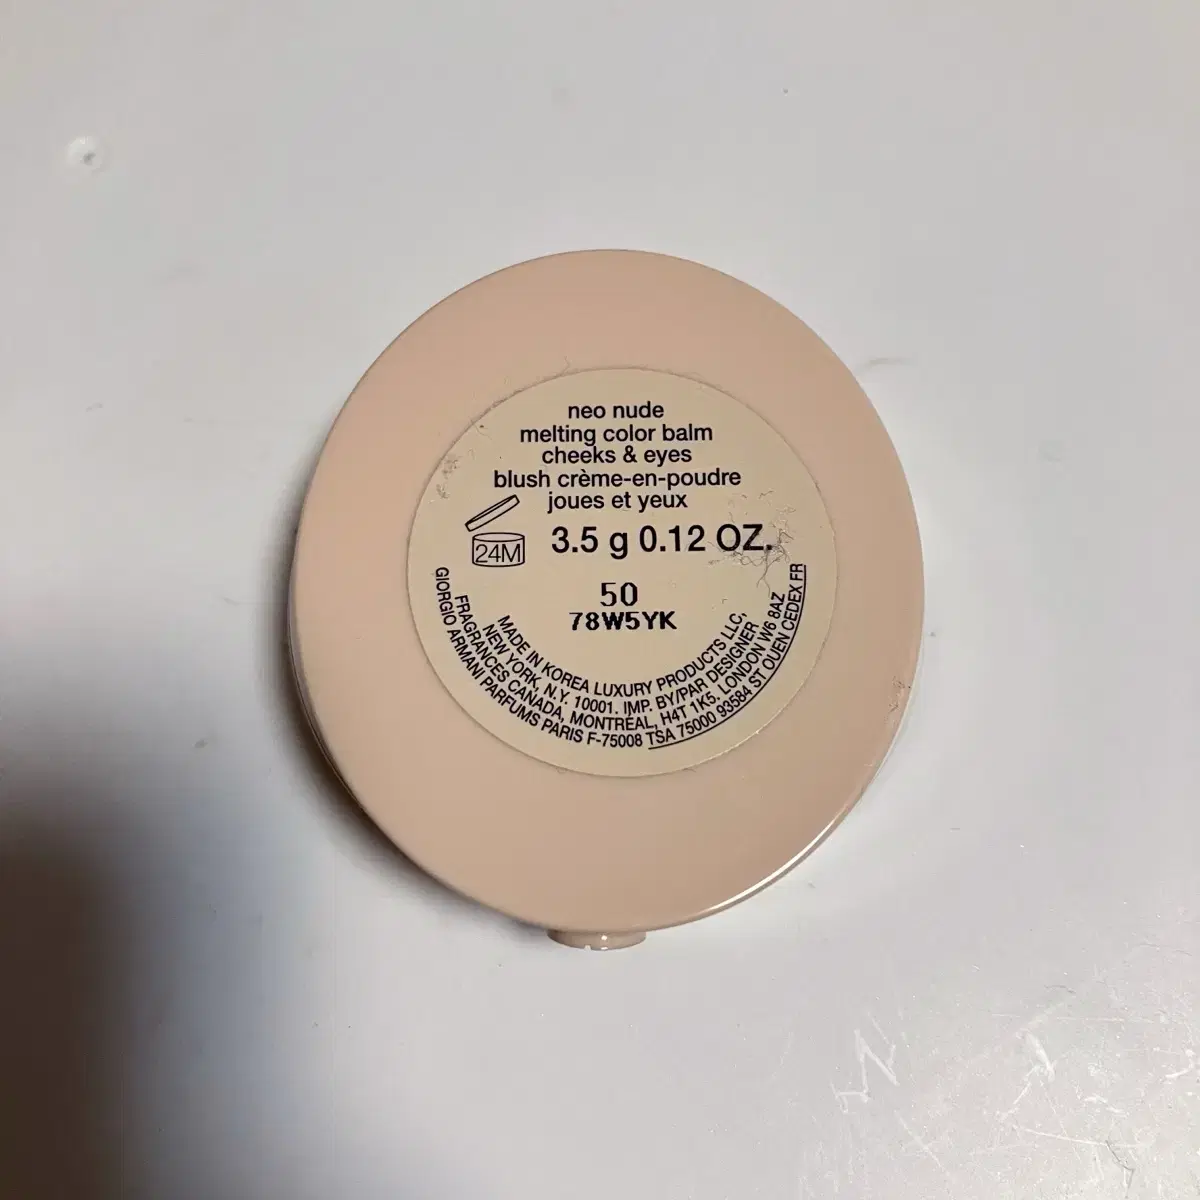 neo nude
melting color balm
cheeks & eyes
blush crème-en-poudre
joues et yeux
24M
3.5 g 0.12 OZ.
50
78W5YK
MADE IN KOREA LUXURY PRODUCTS LLC,
NEW YORK, N.Y. 10001. IMP. BY/PAR DESIGNER
FRAGRANCES CANADA, MONTREAL, H4T 1K5. LONDON W6 8AZ
GIORGIO ARMANI PARFUMS PARIS F-75008 TSA 75000 93584 ST OUEN CEDEX FR